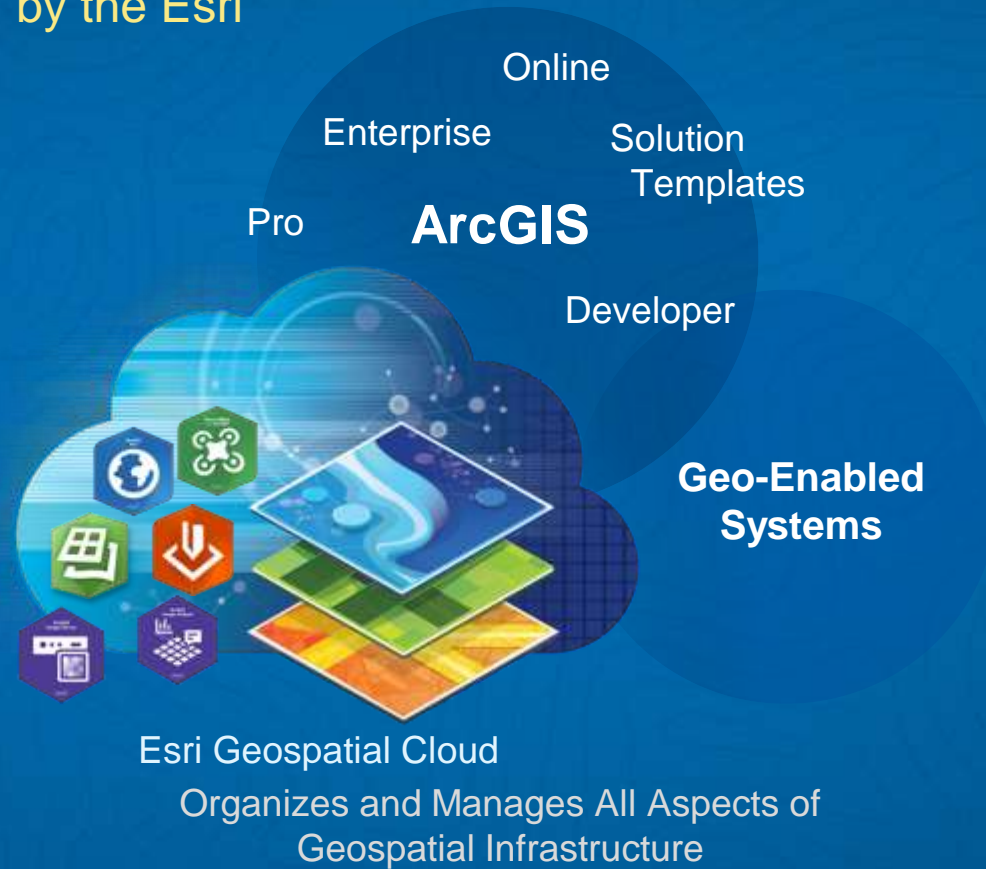 by the Esri
Online
Enterprise
Solution
Templates
Pro
ArcGIS
Developer
Geo-Enabled
Systems
Esri Geospatial Cloud
Organizes and Manages All Aspects of
Geospatial Infrastructure